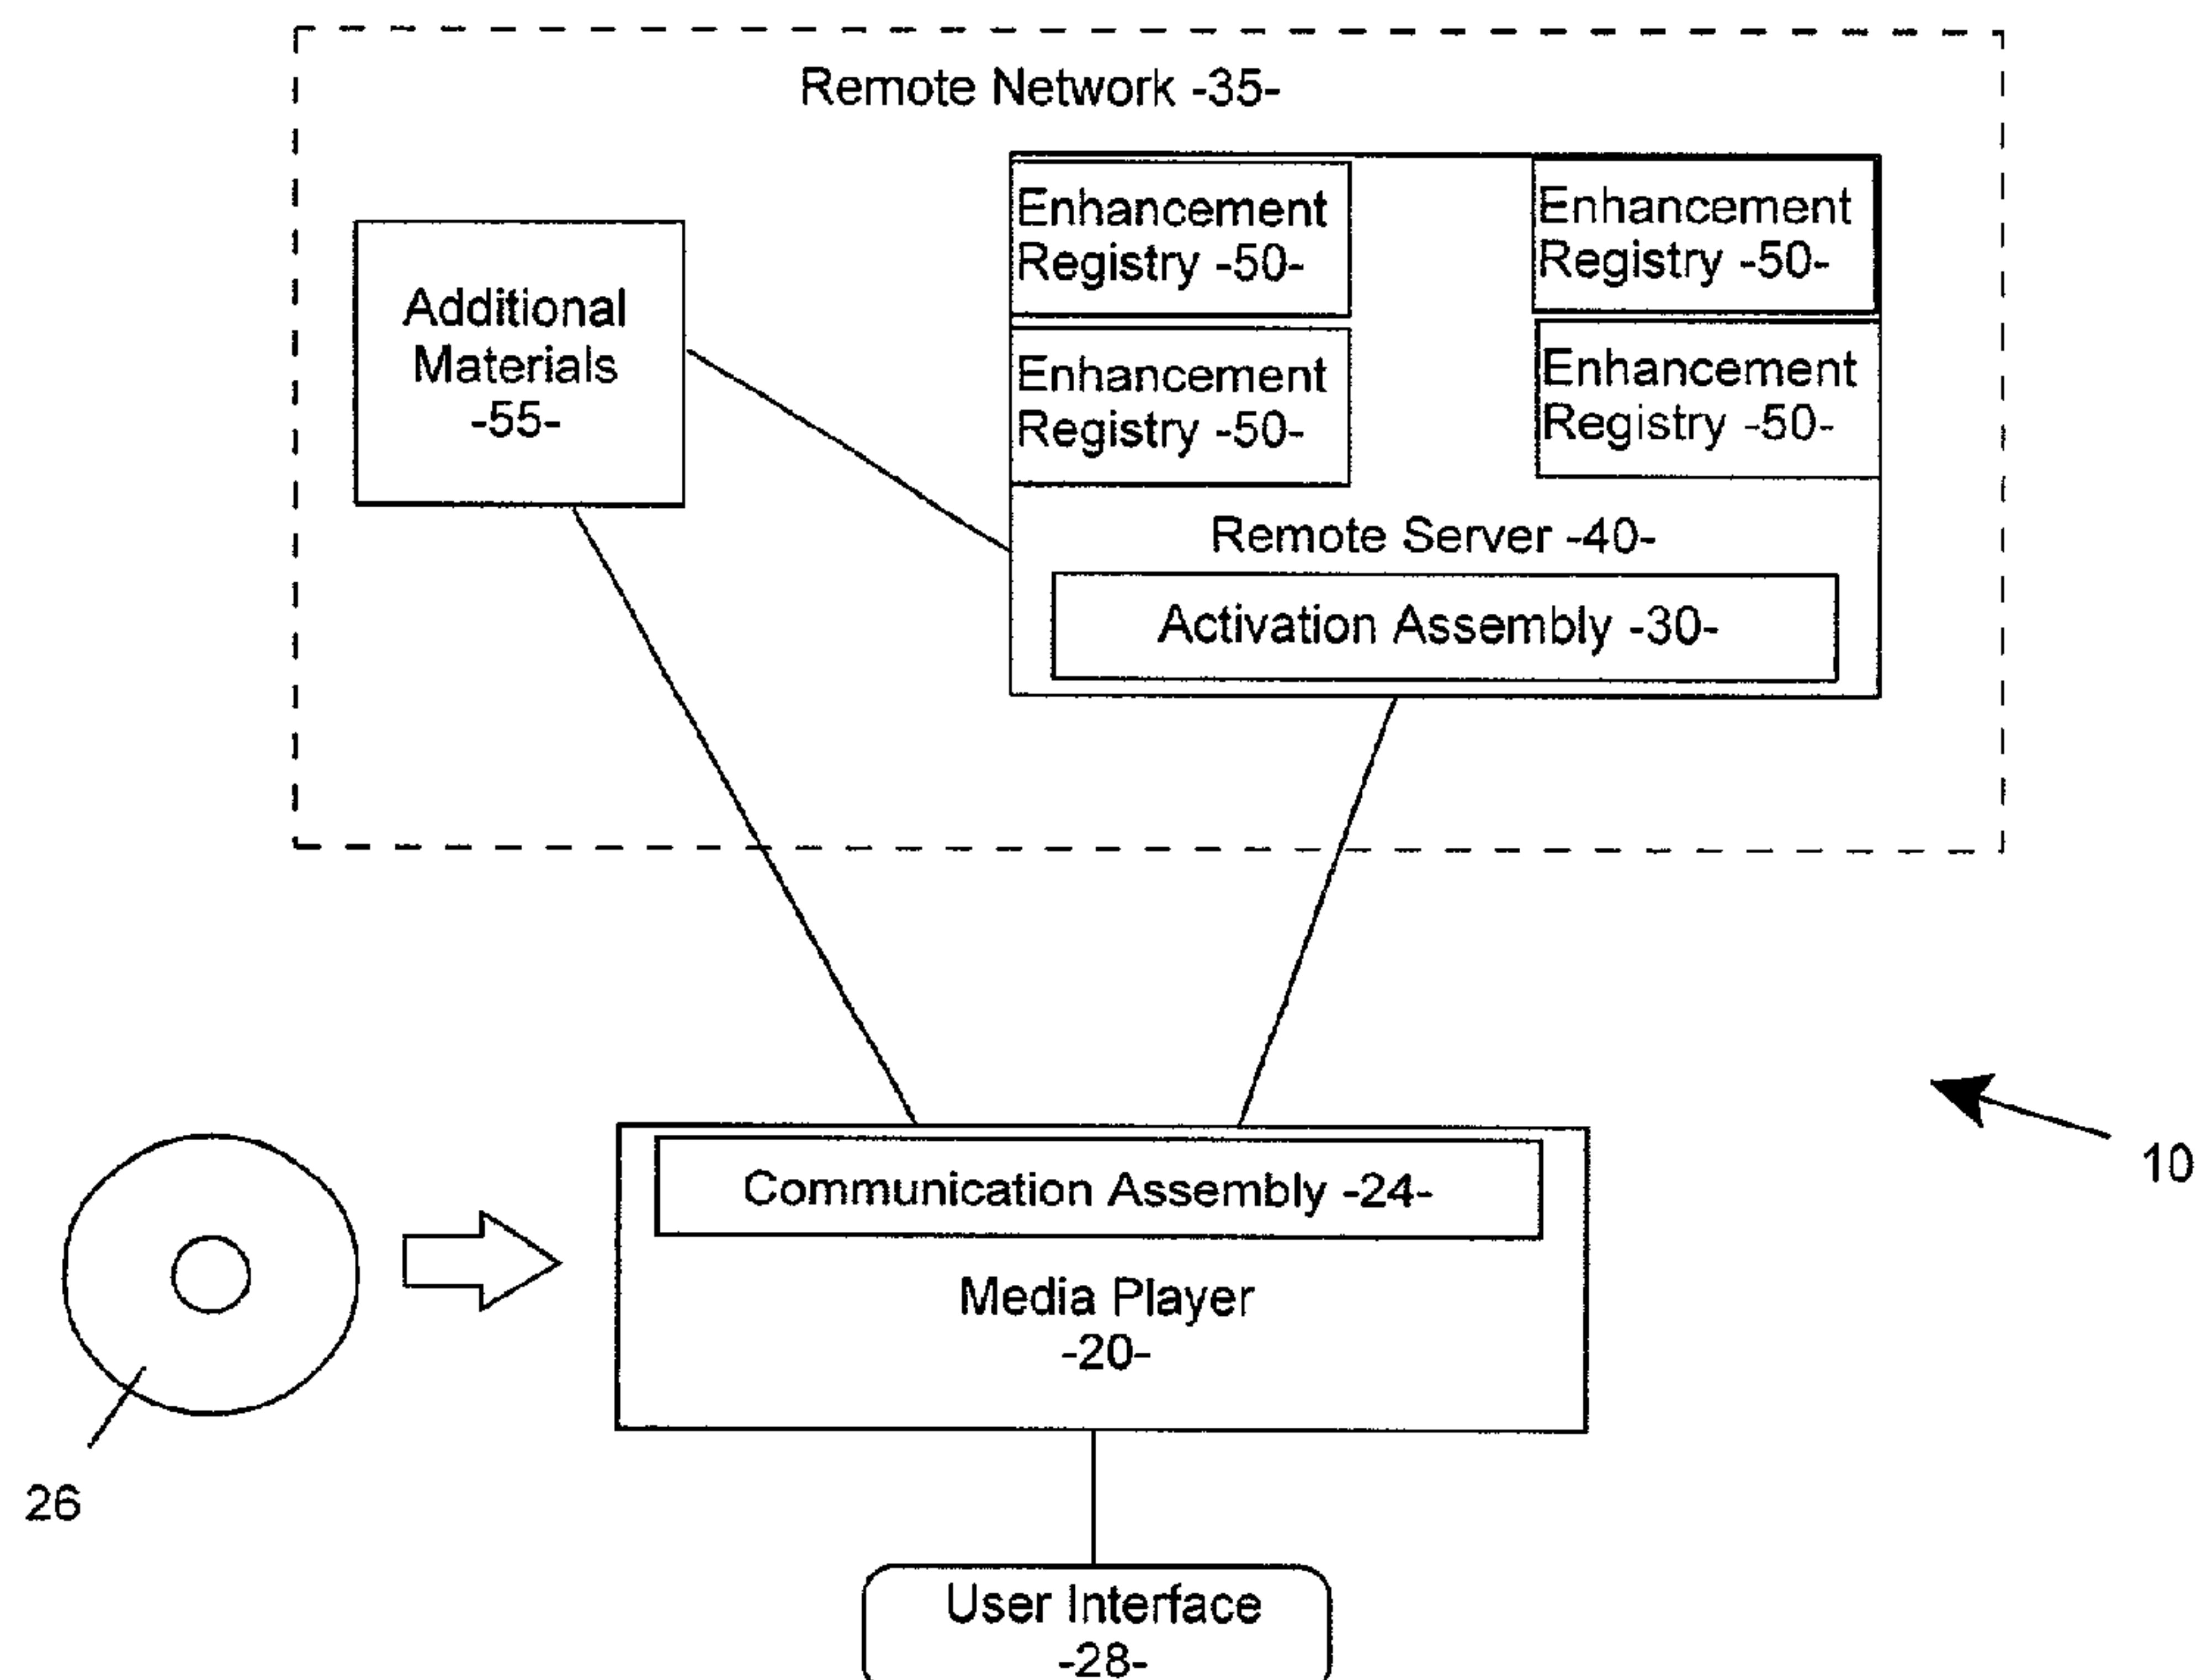 Remote Network -35-
Additional
Materials
-55-
Enhancement
Registry -50-
Enhancement
Registry -50-
Enhancement
Registry -50-
Enhancement
Registry -50-
Remote Server -40-
Activation Assembly -30-
10
Communication Assembly -24-
Media Player
-20-
26
User Interface
-28-